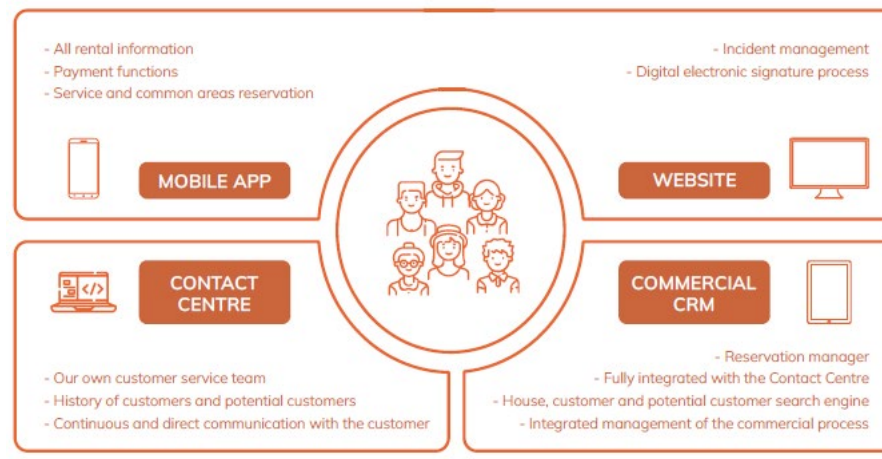 - All rental information
- Payment functions
- Service and common areas reservation
MOBILE APP
- Incident management
- Digital electronic signature process
WEBSITE
</>
CONTACT
CENTRE
- Our own customer service team
- History of customers and potential customers
- Continuous and direct communication with the customer
COMMERCIAL
CRM
- Reservation manager
- Fully integrated with the Contact Centre
- House, customer and potential customer search engine
- Integrated management of the commercial process